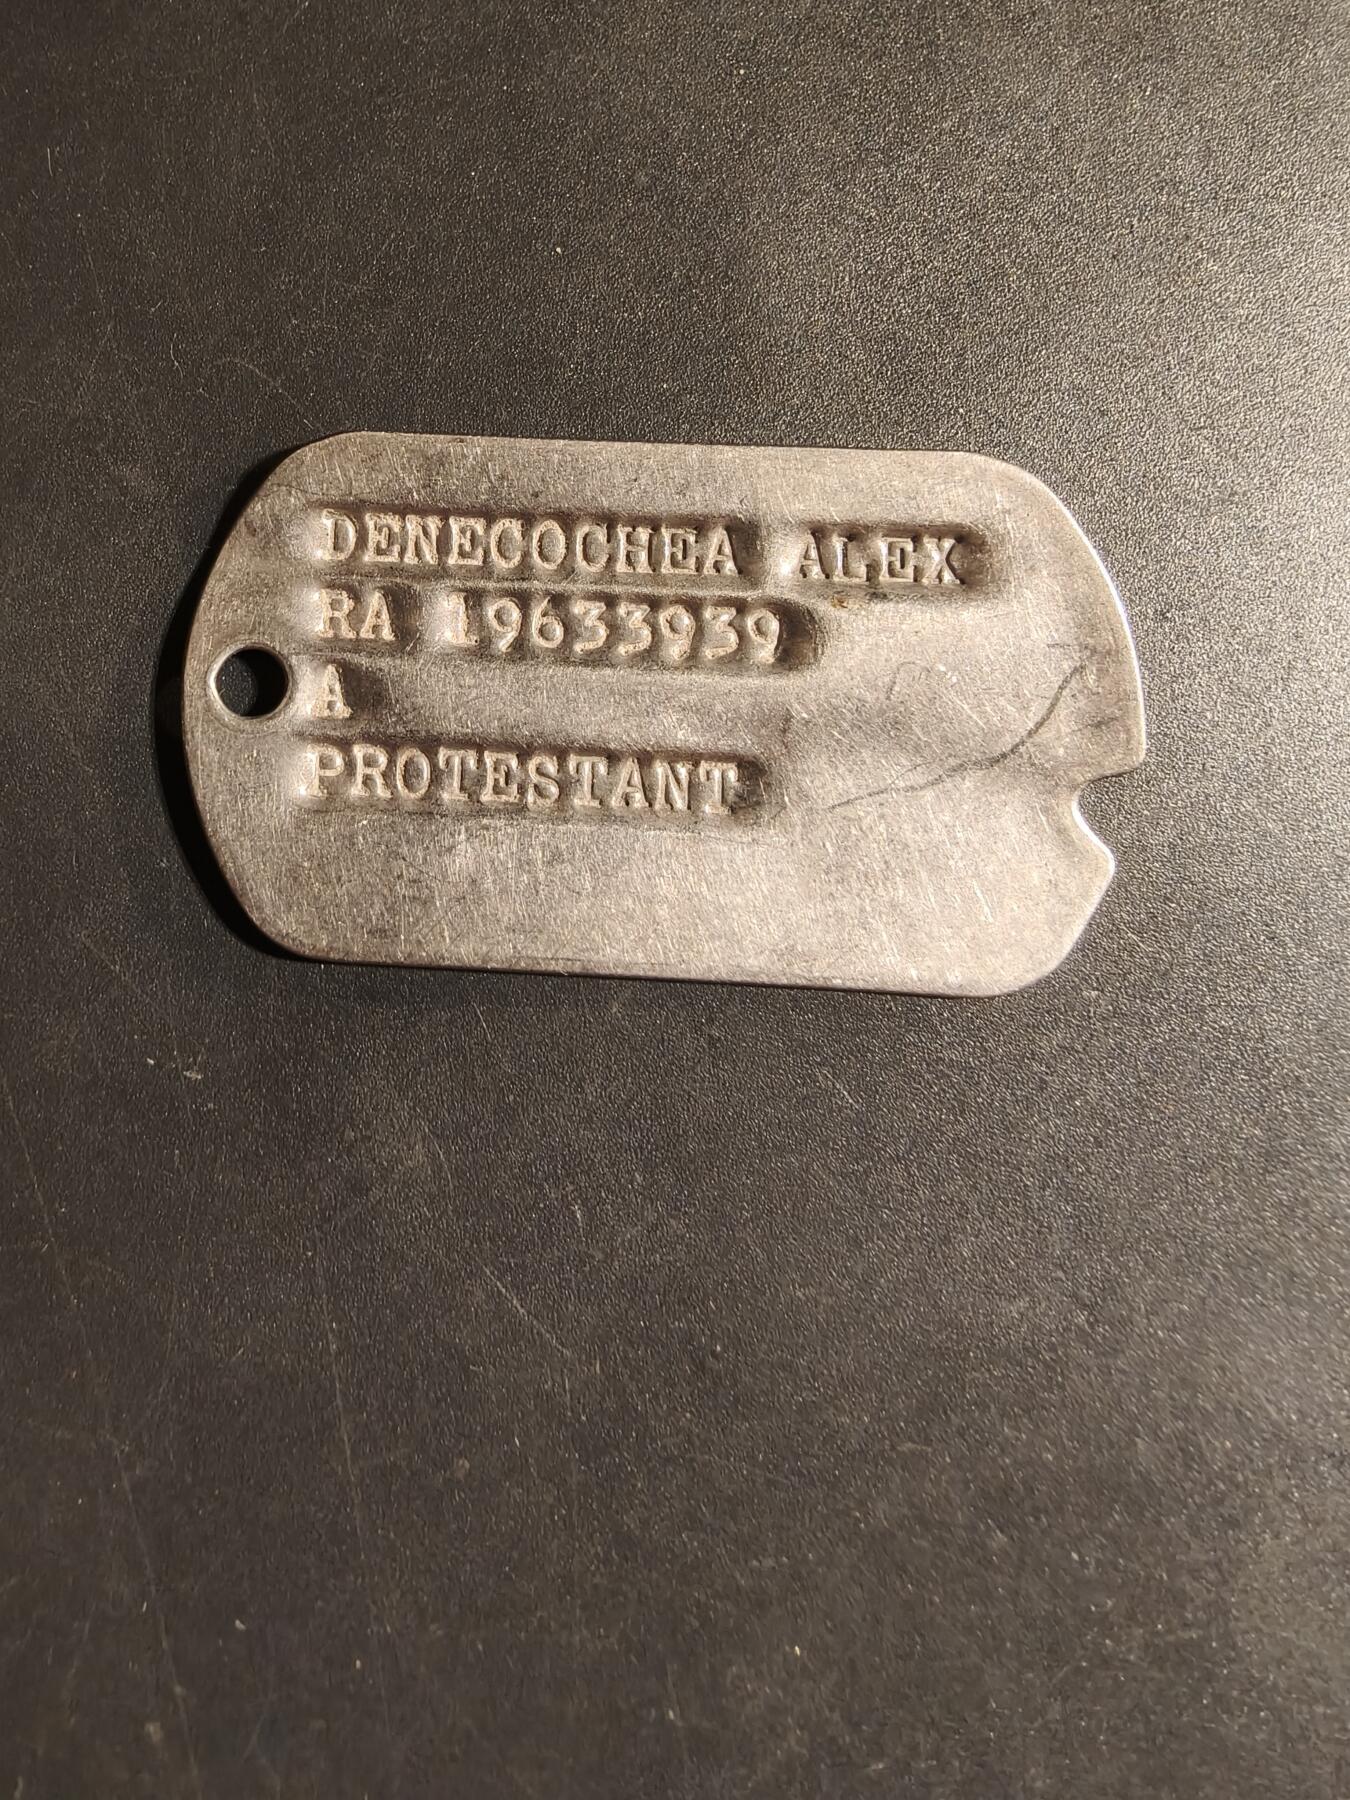 DENECOCHEA ALEX
RA 19633939
A
PROTESTANT